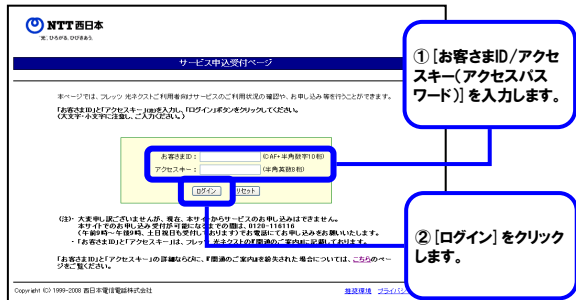 NTT西日本
光、ひろがる。ひびきあう。
サービス申込受付ページ
本ページでは、フレッツ 光ネクストご利用者向けサービスのご利用状況の確認や、お申し込み等を行うことができます。
「お客さまID」と「アクセスキー」(注)を入力し、「ログイン」ボタンをクリックしてください。
(大文字・小文字に注意し、ご入力ください。)
お客さまID: (CAF+半角数字10桁)
アクセスキー: (半角英数8桁)
ログイン リセット
(注)・大変申し訳ございませんが、現在、本サイトからサービスのお申し込みはできません。
本サイトでのお申し込み受付が可能になるまでの間は、0120-116116
(午前9時~午後9時、土日祝日も受付しております)でお電話にてお申し込みをお願いいたします。
・「お客さまID」と「アクセスキー」は、フレッツ 光ネクストの『開通のご案内』に記載しております。
「お客さまID」と「アクセスキー」の詳細ならびに、『開通のご案内』を紛失された場合については、こちらのペー
ジをご覧ください。
Copyright (C) 1999-2008 西日本電信電話株式会社
推奨環境 プライバシ
①[お客さまID/アクセ
スキー(アクセスパス
ワード)]を入力します。
②[ログイン]をクリック
します。